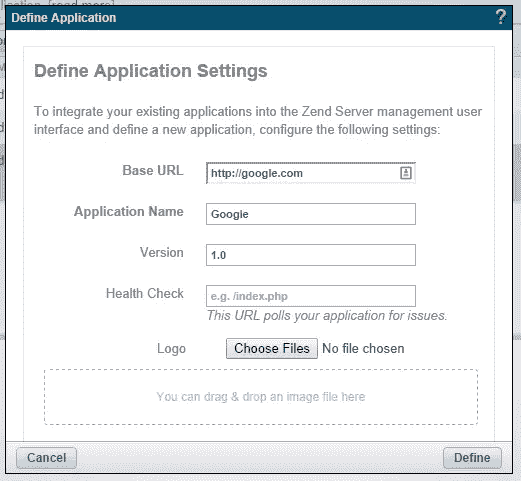 lication. [read more]
Define Application ?
Define Application Settings
To integrate your existing applications into the Zend Server management user
interface and define a new application, configure the following settings:
Base URL http://google.com
Application Name Google
Version 1.0
Health Check e.g. /index.php
This URL polls your application for issues.
Logo Choose Files No file chosen
You can drag & drop an image file here
Cancel Define